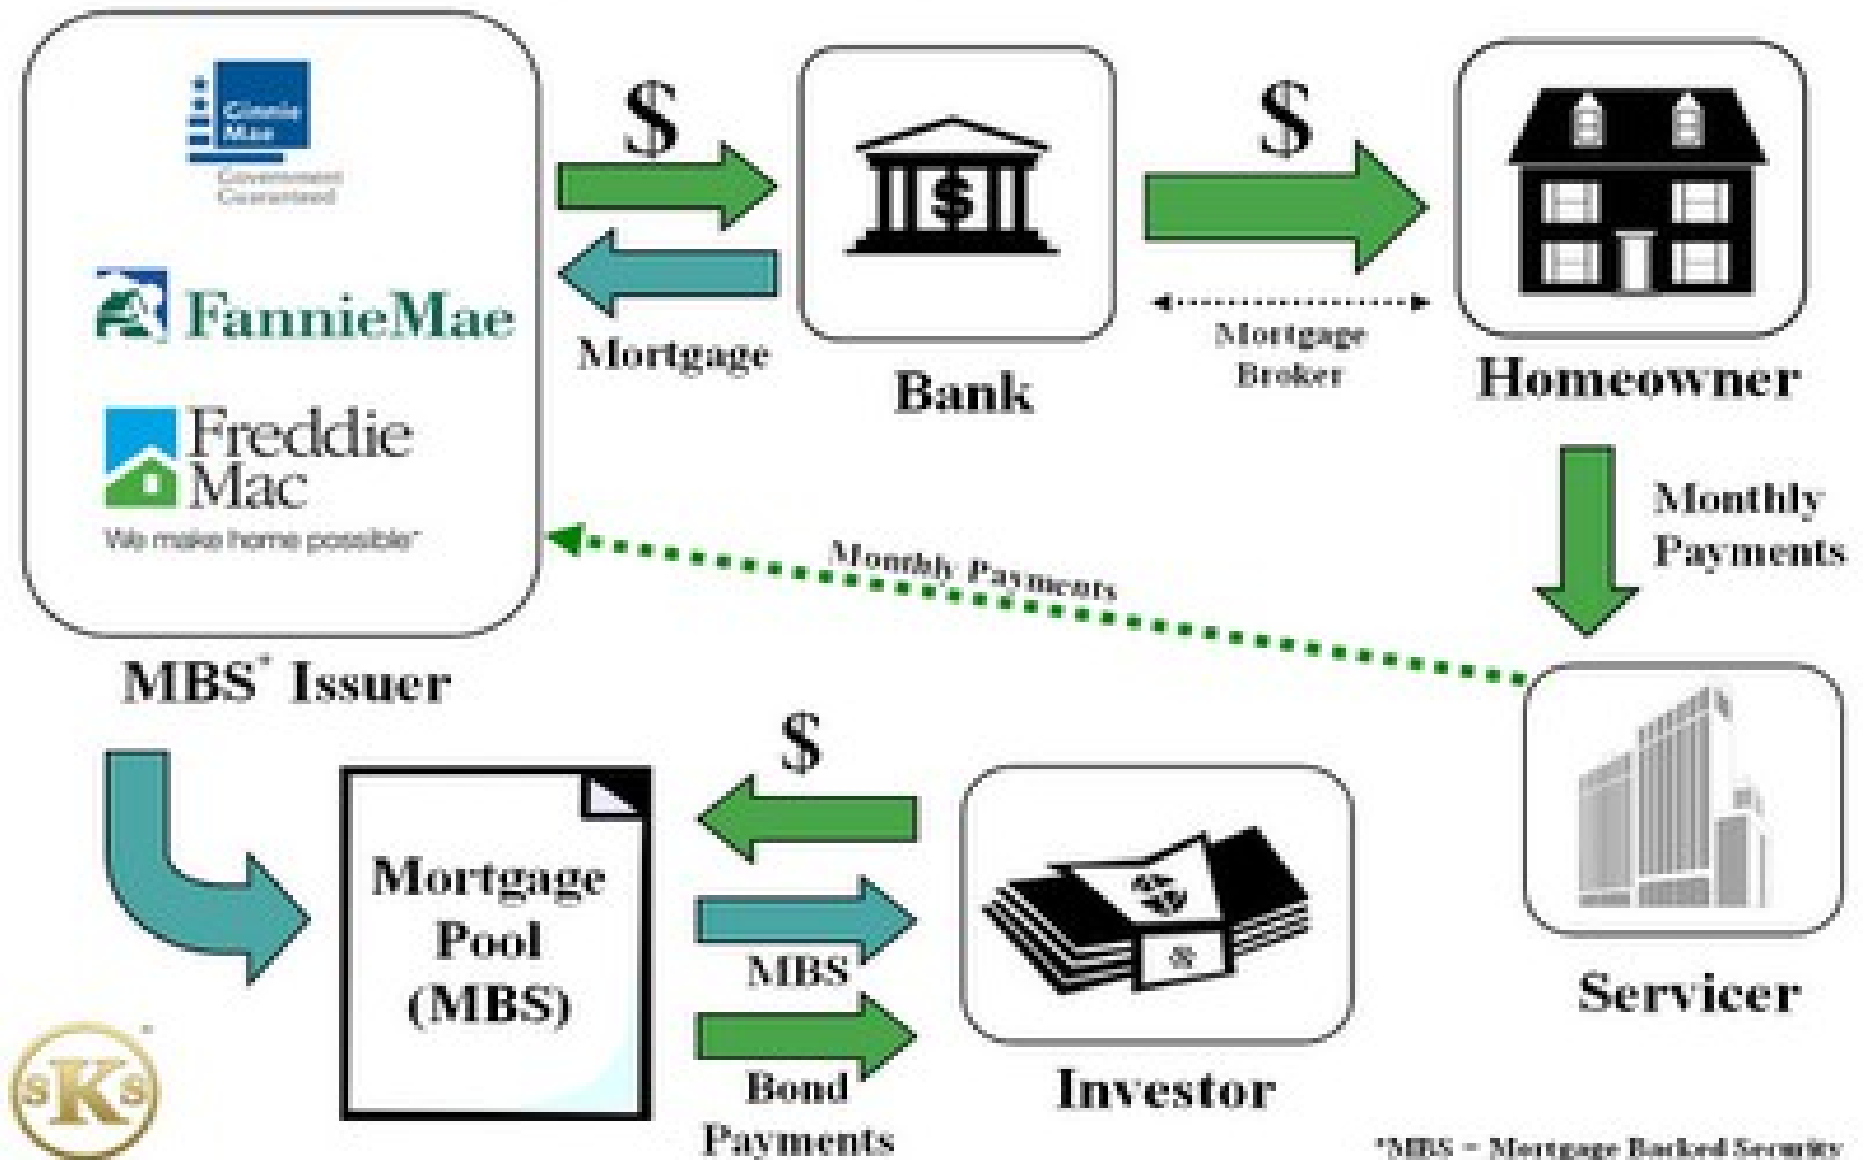 Ginnie
Mae
Government
Guaranteed
FannieMae
Freddie
Mac
We make home possible*
MBS* Issuer
$
Mortgage
$
Bank
$
Mortgage
Broker
Homeowner
Monthly
Payments
Monthly Payments
Servicer
Mortgage
Pool
(MBS)
$
MBS
Bond
Payments
$
Investor
SKS
*MBS = Mortgage Backed Security